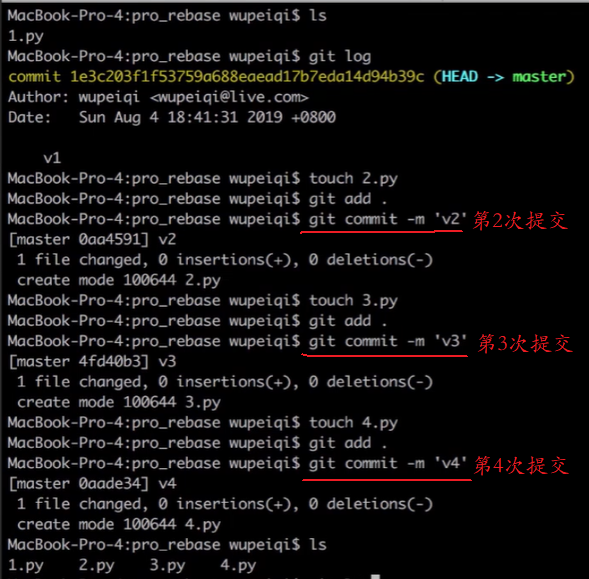 MacBook-Pro-4:pro_rebase wupeiqi$ ls
1.py
MacBook-Pro-4:pro_rebase wupeiqi$ git log
commit 1e3c203f1f53759a688eaead17b7eda14d94b39c (HEAD -> master)
Author: wupeiqi <wupeiqi@live.com>
Date:   Sun Aug 4 18:41:31 2019 +0800
    v1
MacBook-Pro-4:pro_rebase wupeiqi$ touch 2.py
MacBook-Pro-4:pro_rebase wupeiqi$ git add .
MacBook-Pro-4:pro_rebase wupeiqi$ git commit -m 'v2' 第2次提交
[master 0aa4591] v2
 1 file changed, 0 insertions(+), 0 deletions(-)
 create mode 100644 2.py
MacBook-Pro-4:pro_rebase wupeiqi$ touch 3.py
MacBook-Pro-4:pro_rebase wupeiqi$ git add .
MacBook-Pro-4:pro_rebase wupeiqi$ git commit -m 'v3' 第3次提交
[master 4fd40b3] v3
 1 file changed, 0 insertions(+), 0 deletions(-)
 create mode 100644 3.py
MacBook-Pro-4:pro_rebase wupeiqi$ touch 4.py
MacBook-Pro-4:pro_rebase wupeiqi$ git add .
MacBook-Pro-4:pro_rebase wupeiqi$ git commit -m 'v4' 第4次提交
[master 0aade34] v4
 1 file changed, 0 insertions(+), 0 deletions(-)
 create mode 100644 4.py
MacBook-Pro-4:pro_rebase wupeiqi$ ls
1.py    2.py    3.py    4.py